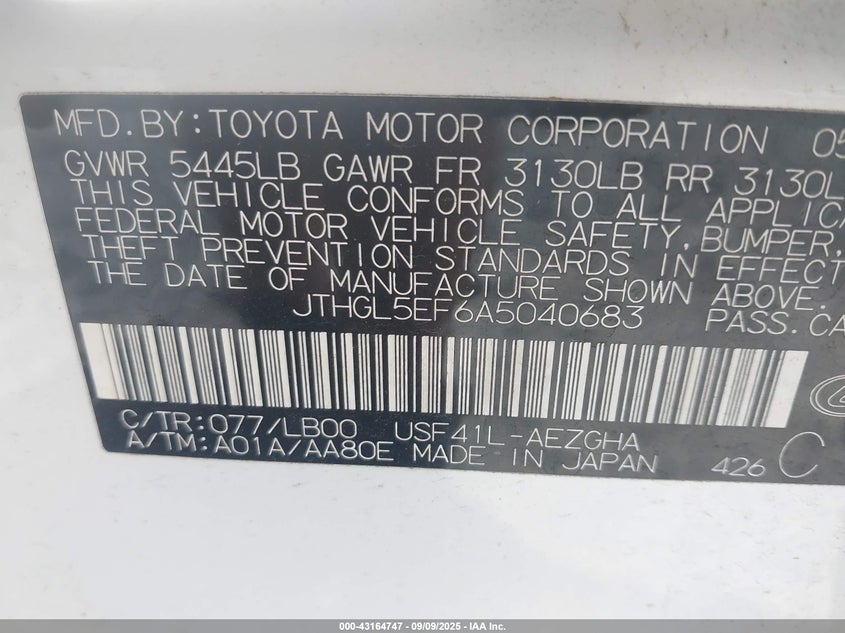 MFD.BY:TOYOTA MOTOR CORPORATION 05
GVWR 5445LB GAWR FR 3130LB RR 3130L
THIS VEHICLE CONFORMS TO ALL APPLICA
FEDERAL MOTOR VEHICLE SAFETY,BUMPER,
THEFT PREVENTION STANDARDS IN EFFECT
THE DATE OF MANUFACTURE SHOWN ABOVE.
JTHGL5EF6A5040683 PASS.CA
C/TR:077/LB00 USF41L-AEZGHA
A/TM:A01A/AA80E MADE IN JAPAN 426 C
000-43164747 - 09/09/2025 - IAA Inc.